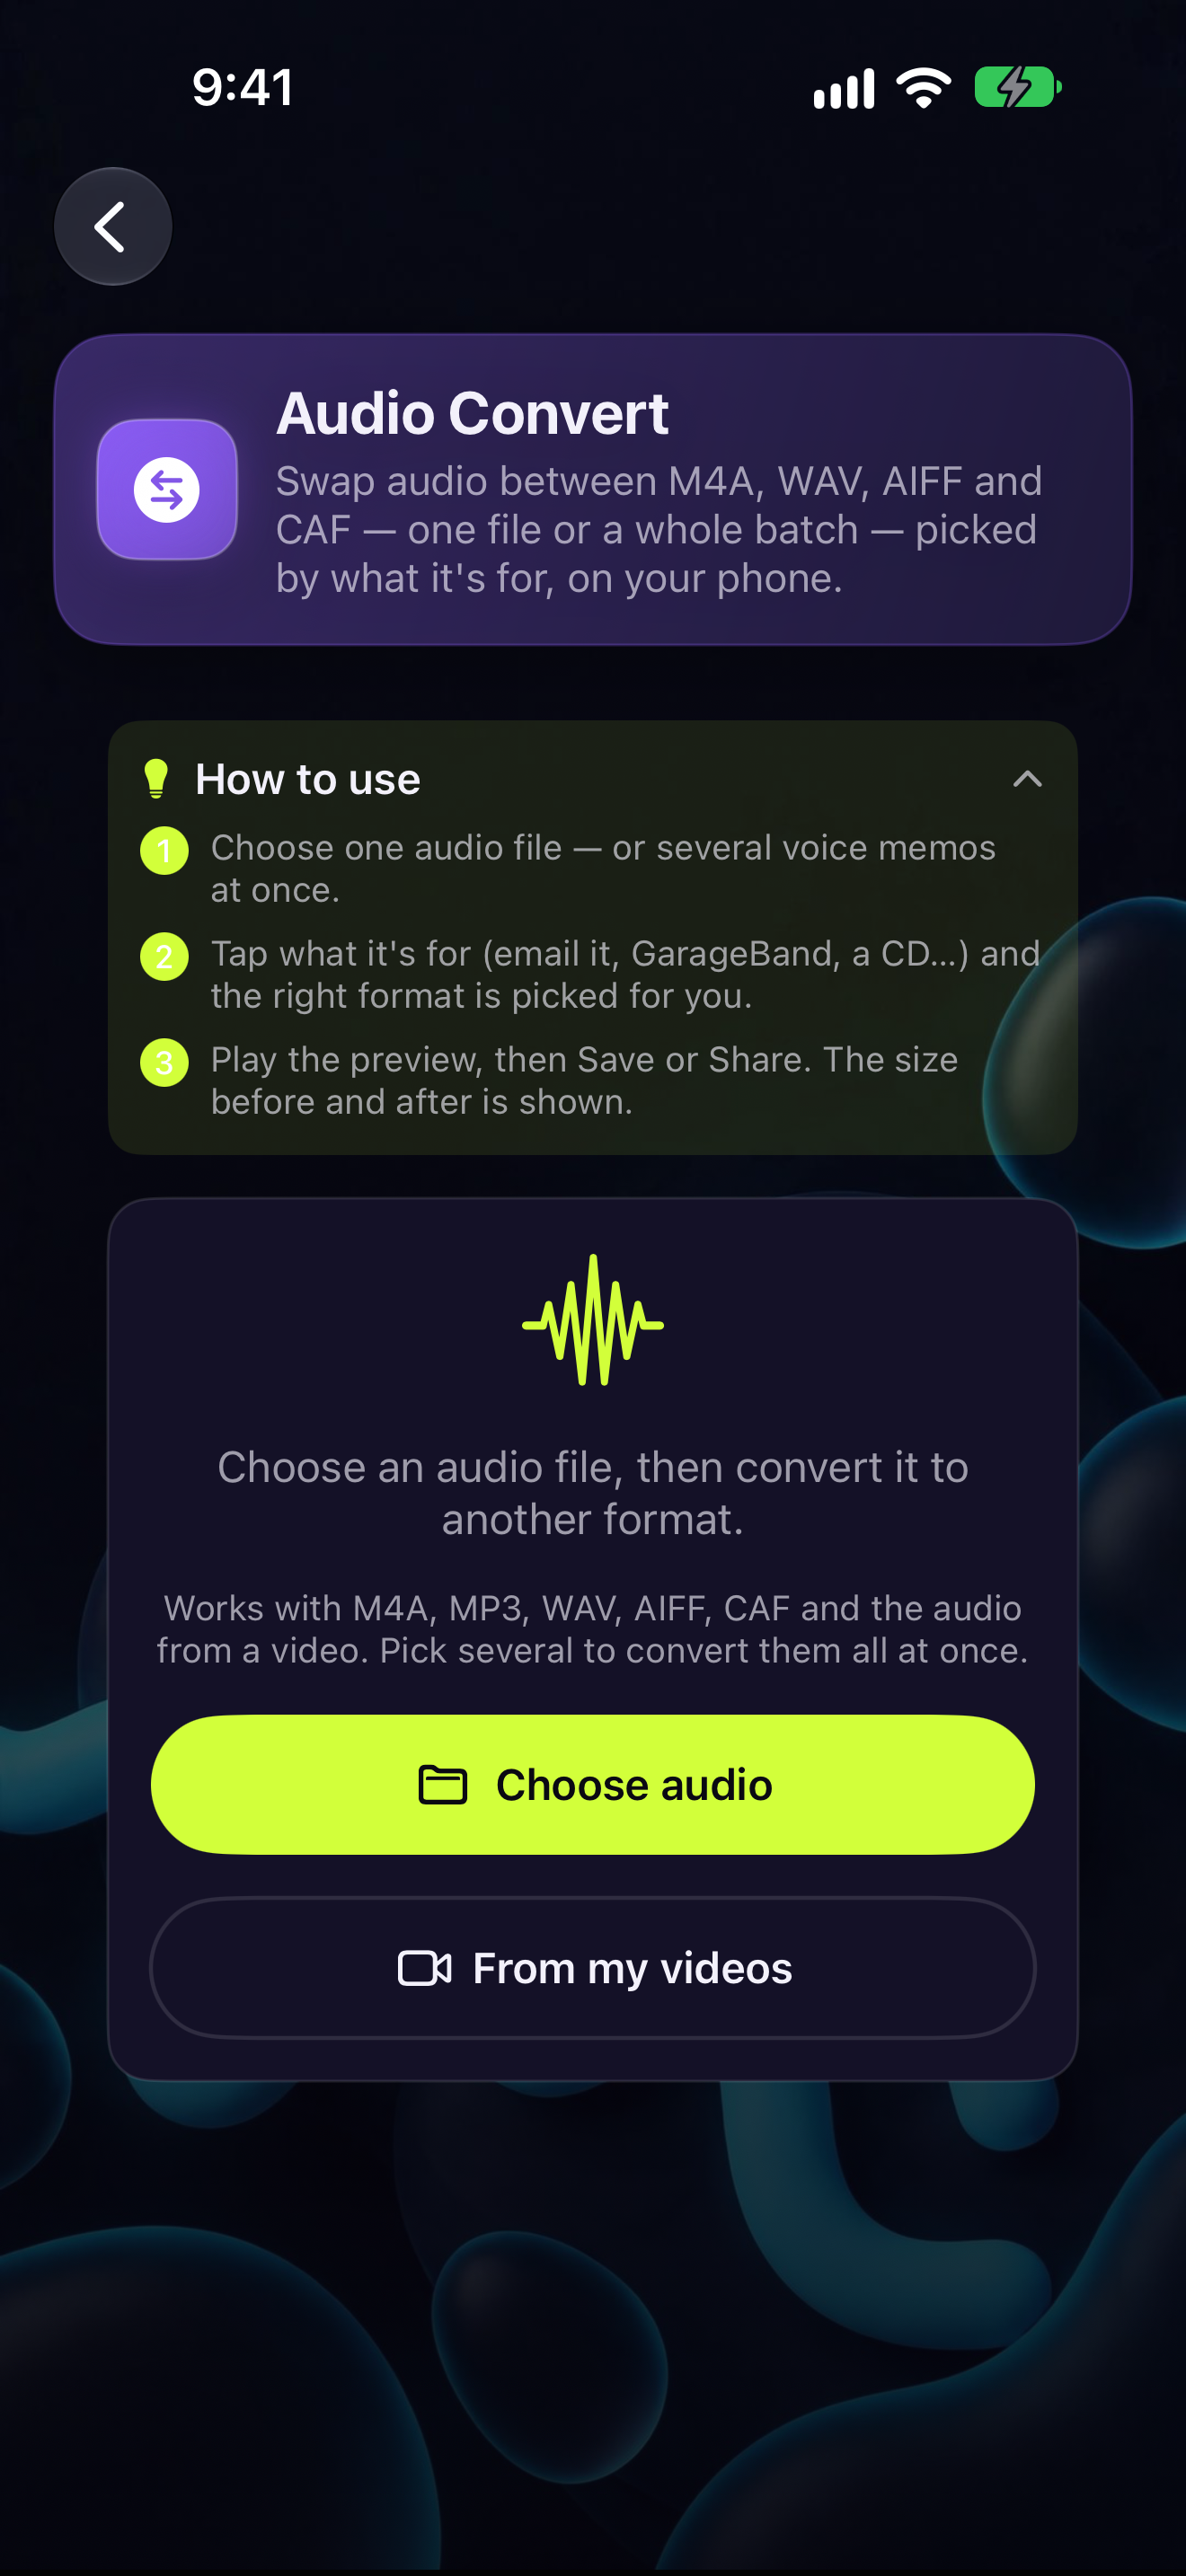 9:41
Audio Convert
Swap audio between M4A, WAV, AIFF and
CAF — one file or a whole batch — picked
by what it's for, on your phone.
How to use
1 Choose one audio file — or several voice memos
at once.
2 Tap what it's for (email it, GarageBand, a CD...) and
the right format is picked for you.
3 Play the preview, then Save or Share. The size
before and after is shown.
Choose an audio file, then convert it to
another format.
Works with M4A, MP3, WAV, AIFF, CAF and the audio
from a video. Pick several to convert them all at once.
Choose audio
From my videos